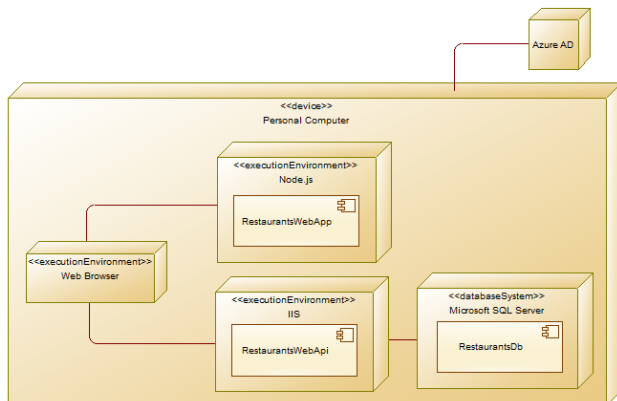 Azure AD
<<device>>
Personal Computer
<<executionEnvironment>>
Node.js
RestaurantsWebApp
<<executionEnvironment>>
Web Browser
<<executionEnvironment>>
IIS
RestaurantsWebApi
<<databaseSystem>>
Microsoft SQL Server
RestaurantsDb